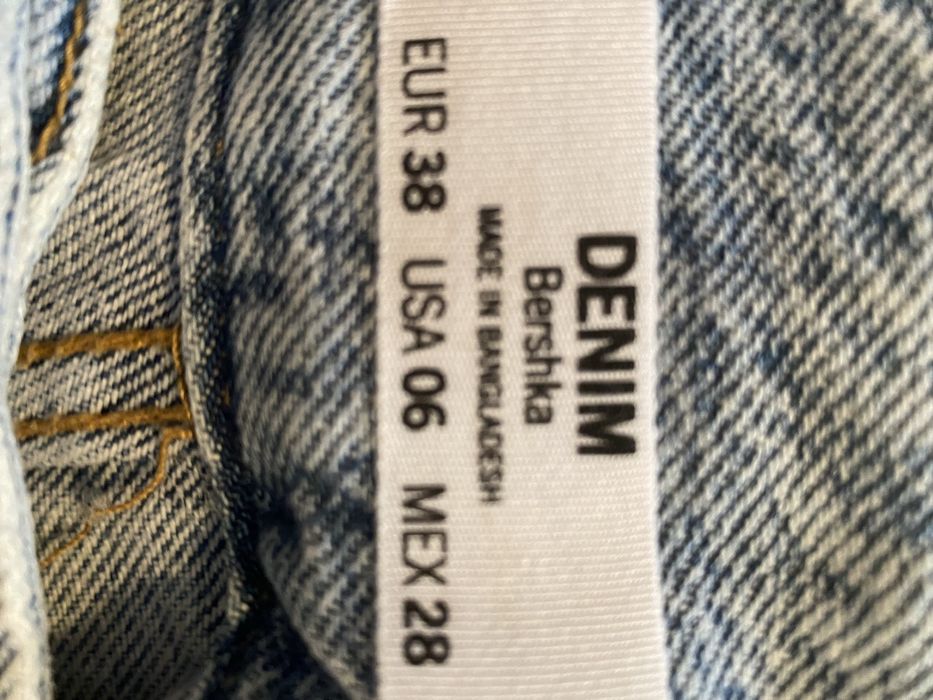 DENIM
Bershka
MADE IN BANGLADESH
EUR 38 USA 06 MEX 28